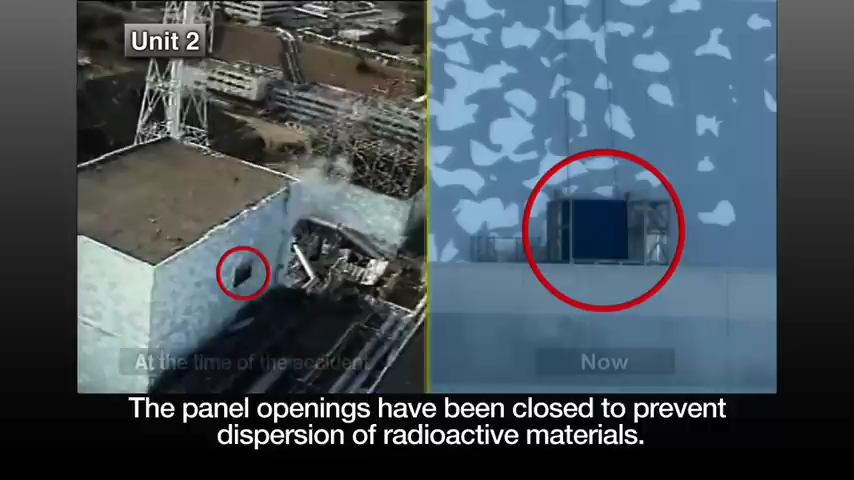 Unit 2
At the time of the accident
Now
The panel openings have been closed to prevent
dispersion of radioactive materials.